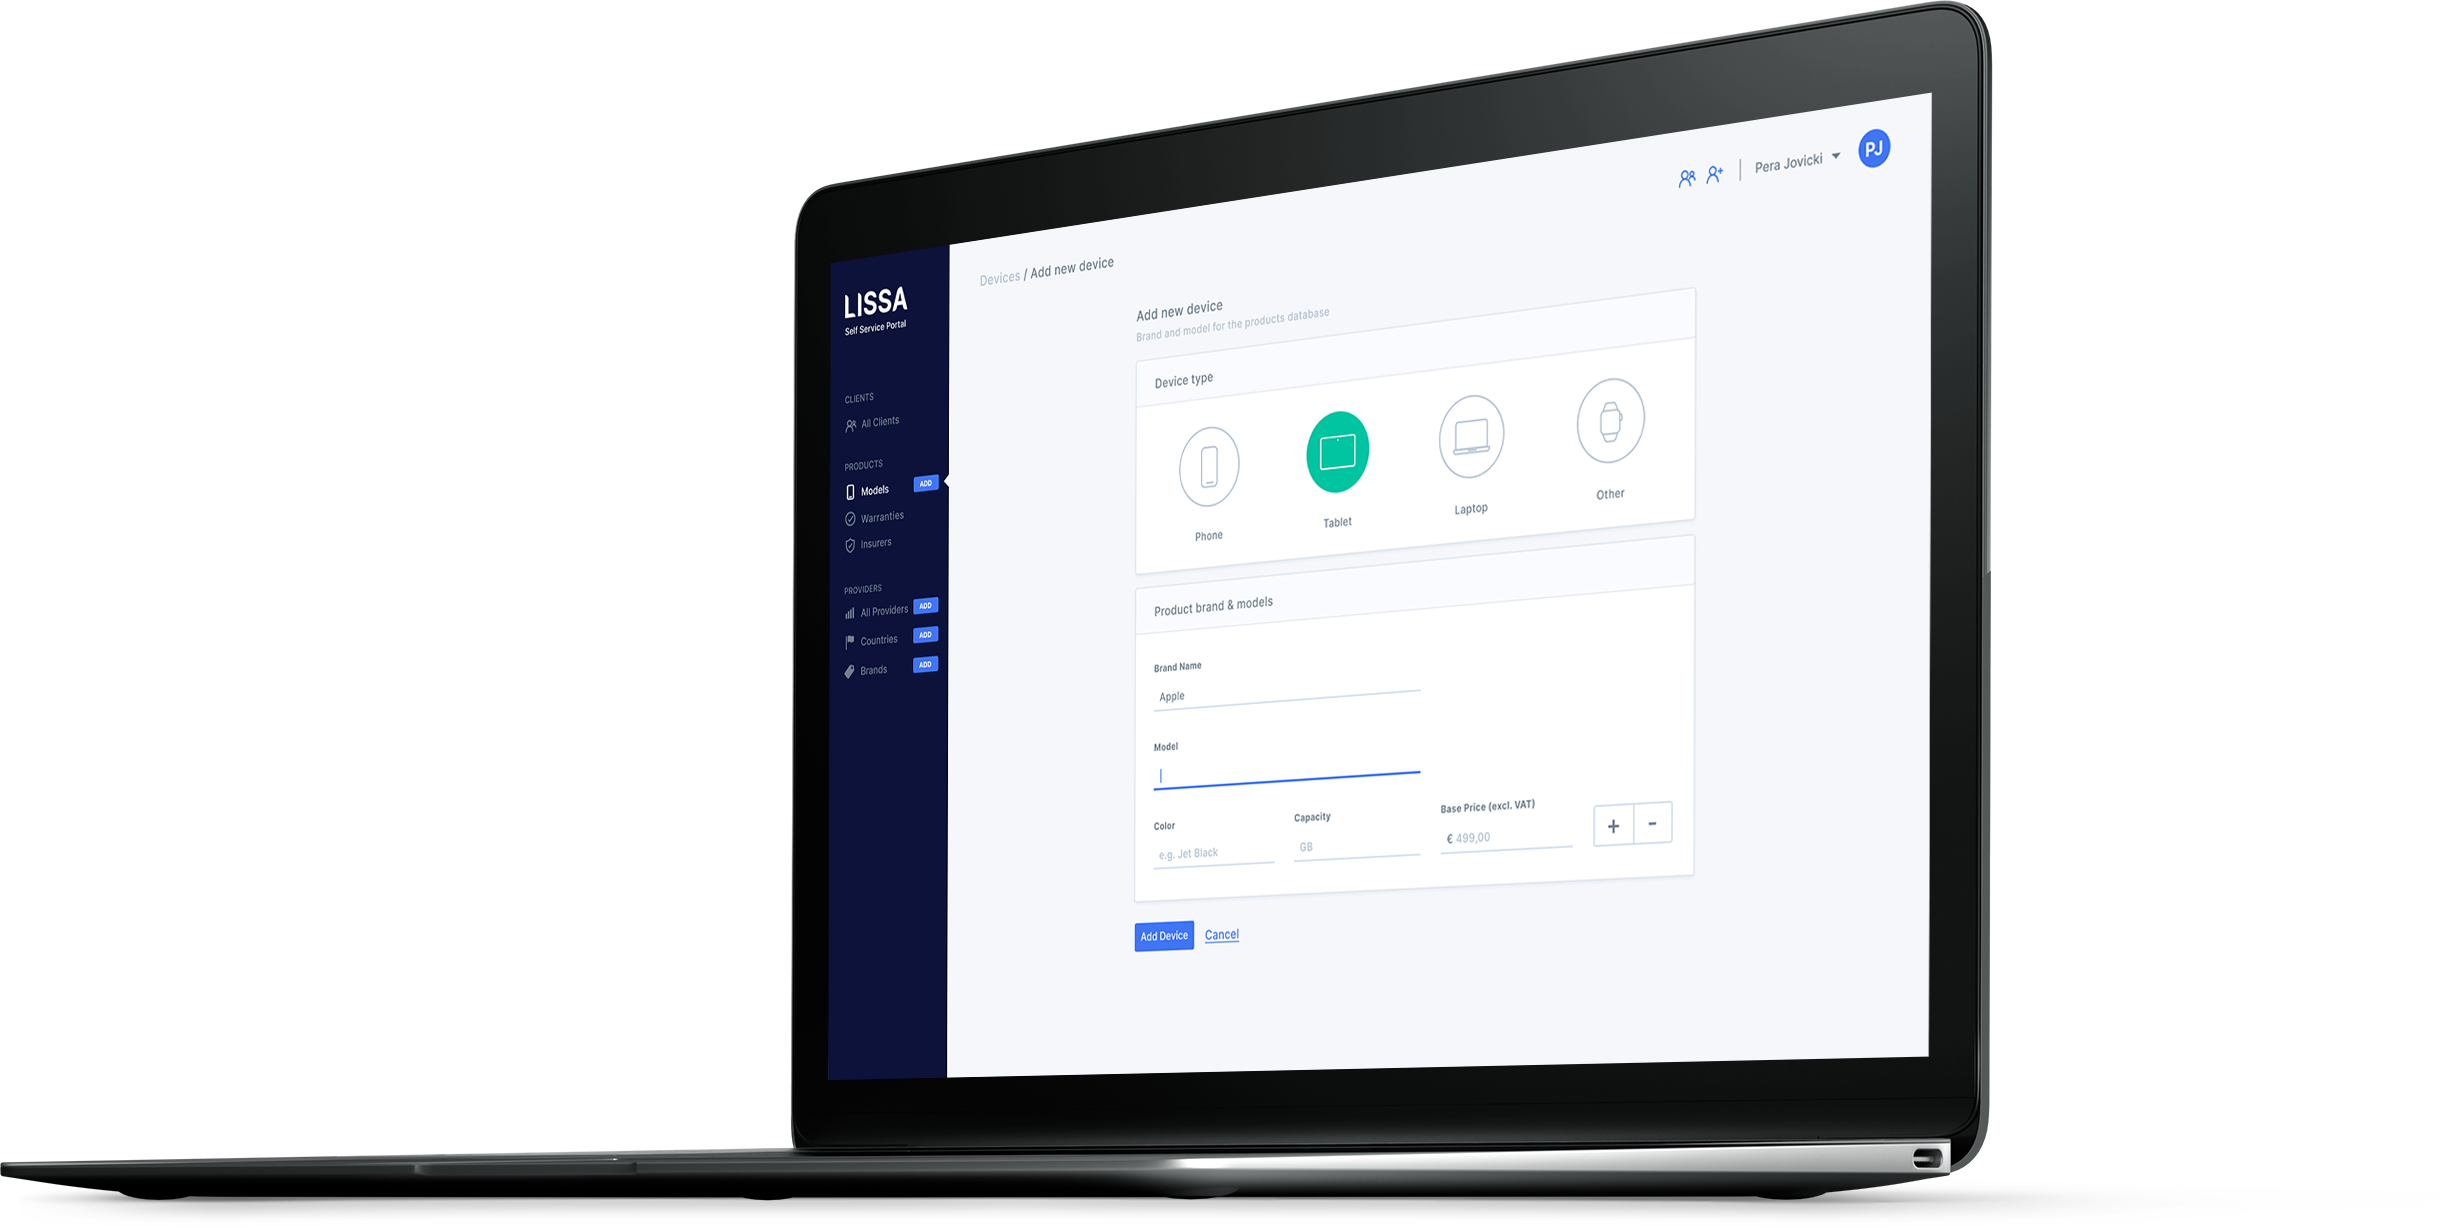 LISSA
Self Service Portal
CLIENTS
All Clients
PRODUCTS
Models ADD
Warranties
Insurers
PROVIDERS
All Providers ADD
Countries ADD
Brands ADD
Pera Jovicki PJ
Devices / Add new device
Add new device
Brand and model for the products database
Device type
Phone Tablet Laptop Other
Product brand & models
Brand Name
Apple
Model
Color Capacity Base Price (excl. VAT)
e.g. Jet Black GB € 499,00 + -
Add Device Cancel